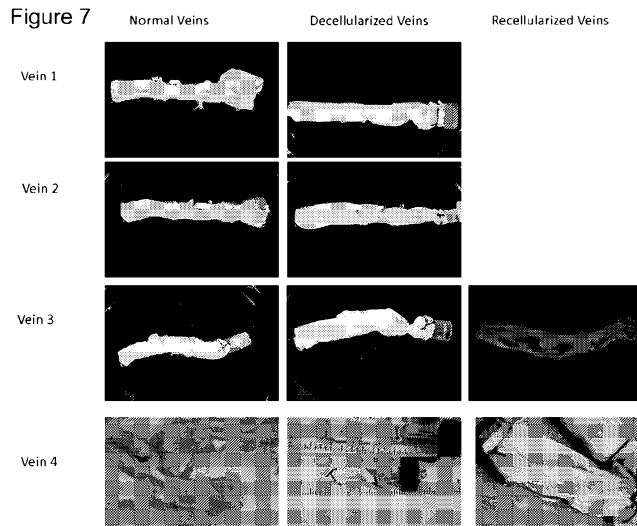 Figure 7
Normal Veins
Decellularized Veins
Recellularized Veins
Vein 1
Vein 2
Vein 3
Vein 4